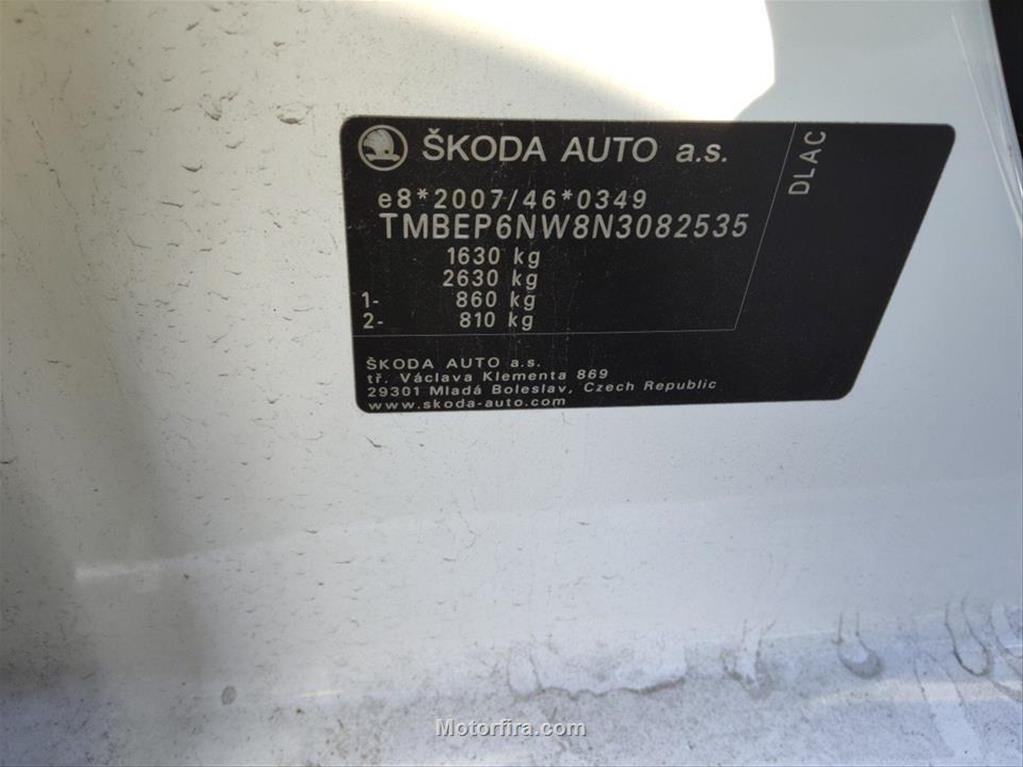 ŠKODA AUTO a.s.
DLAC
e8*2007/46*0349
TMBEP6NW8N3082535
1630 kg
2630 kg
1- 860 kg
2- 810 kg
ŠKODA AUTO a.s.
tř. Václava Klementa 869
29301 Mladá Boleslav, Czech Republic
www.skoda-auto.com
Motorfira.com